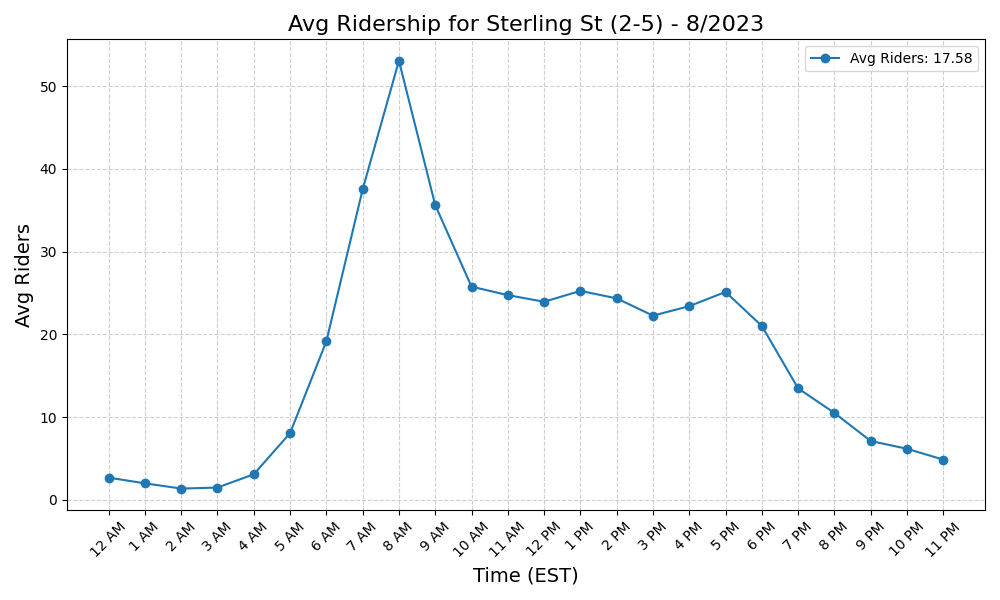 Avg Ridership for Sterling St (2-5) - 8/2023
Avg Riders: 17.58
Avg Riders
50
40
30
20
10
0
12 AM
1 AM
2 AM
3 AM
4 AM
5 AM
6 AM
7 AM
8 AM
9 AM
10 AM
11 AM
12 PM
1 PM
2 PM
3 PM
4 PM
5 PM
6 PM
7 PM
8 PM
9 PM
10 PM
11 PM
Time (EST)